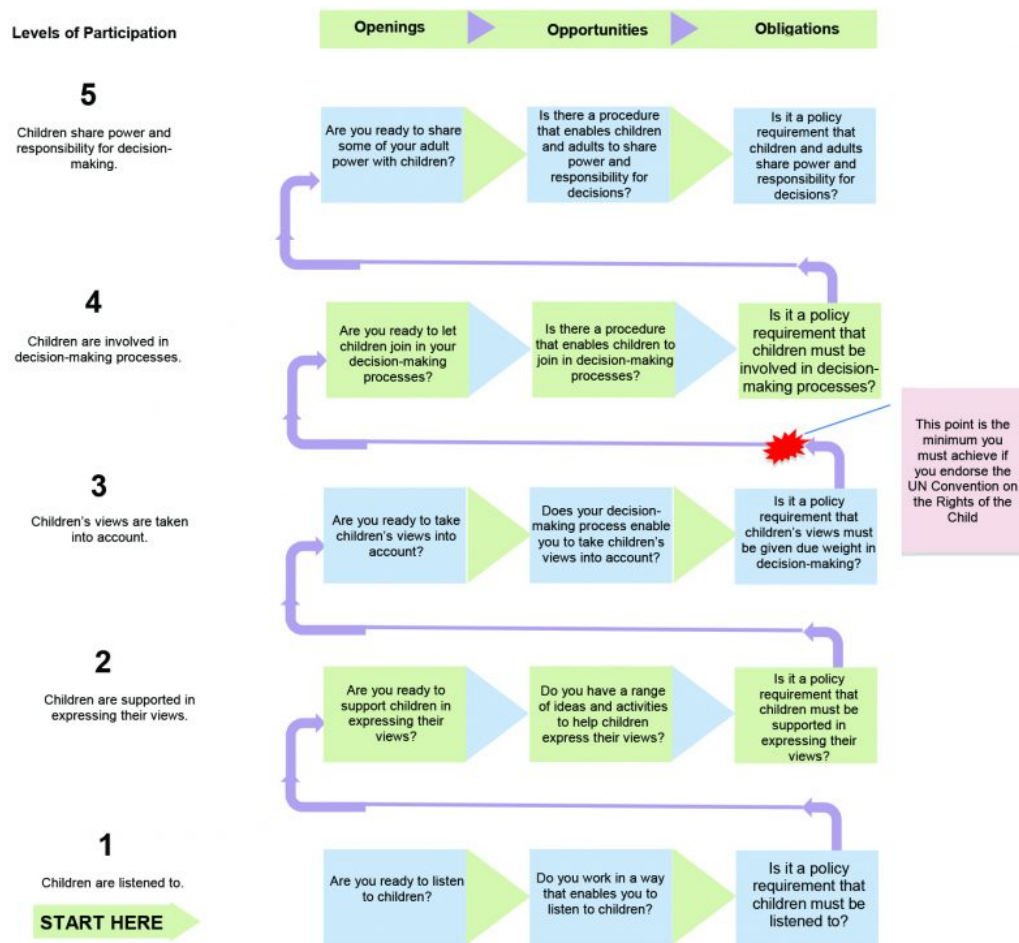 Levels of Participation
Openings
Opportunities
Obligations
5
Children share power and
responsibility for decision-
making.
Are you ready to share
some of your adult
power with children?
Is there a procedure
that enables children
and adults to share
power and
responsibility for
decisions?
Is it a policy
requirement that
children and adults
share power and
responsibility for
decisions?
4
Children are involved in
decision-making processes.
Are you ready to let
children join in your
decision-making
processes?
Is there a procedure
that enables children to
join in decision-making
processes?
Is it a policy
requirement that
children must be
involved in decision-
making processes?
This point is the
minimum you
must achieve if
you endorse the
UN Convention on
the Rights of the
Child
3
Children’s views are taken
into account.
Are you ready to take
children’s views into
account?
Does your decision-
making process enable
you to take children’s
views into account?
Is it a policy
requirement that
children’s views must
be given due weight in
decision-making?
2
Children are supported in
expressing their views.
Are you ready to
support children in
expressing their
views?
Do you have a range
of ideas and activities
to help children
express their views?
Is it a policy
requirement that
children must be
supported in
expressing their
views?
1
Children are listened to.
Are you ready to listen
to children?
Do you work in a way
that enables you to
listen to children?
Is it a policy
requirement that
children must be
listened to?
START HERE